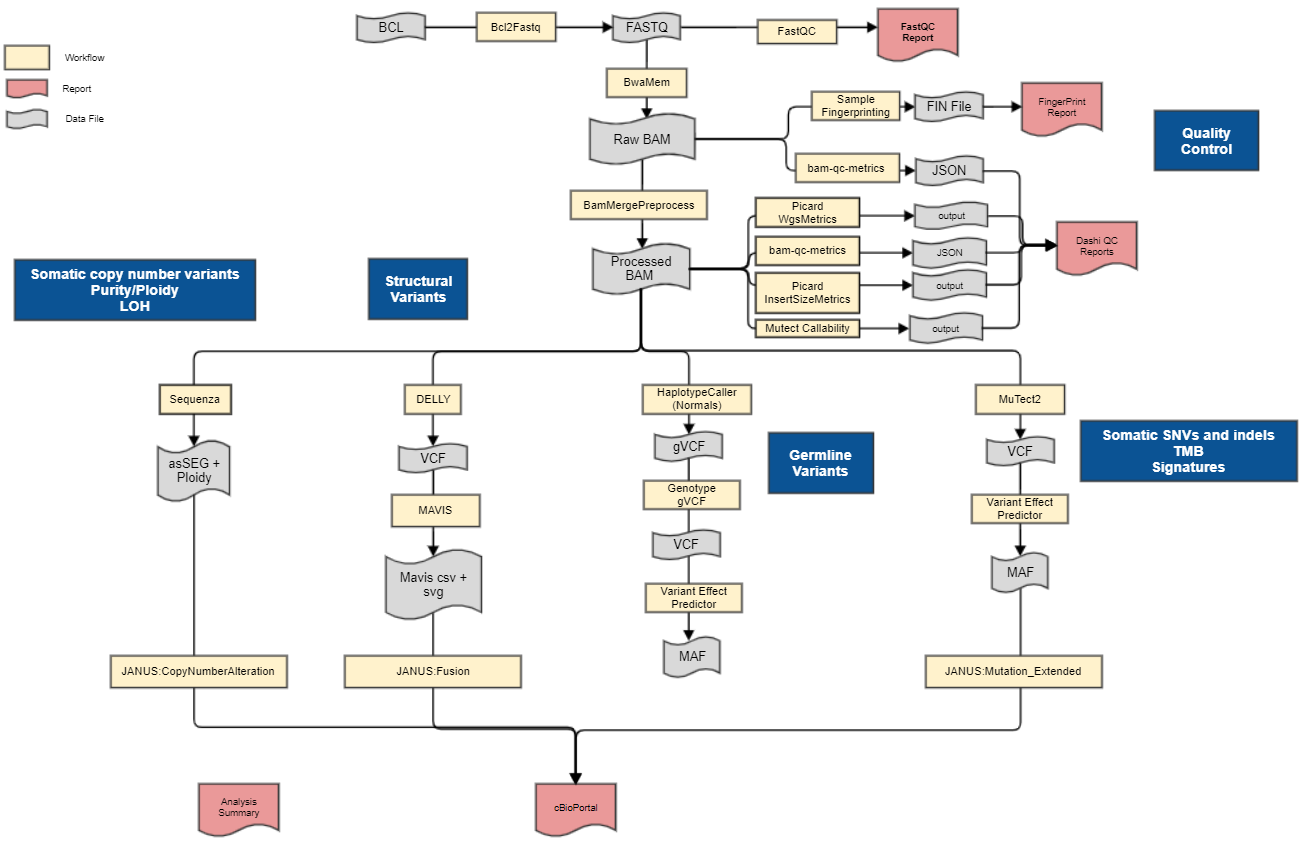 BCL
Bcl2Fastq
FASTQ
FastQC
FastQC
Report
Workflow
Report
Data File
BwaMem
Sample
Fingerprinting
FIN File
FingerPrint
Report
Quality
Control
Raw BAM
bam-qc-metrics
JSON
BamMergePreprocess
Picard
WgsMetrics
output
Processed
BAM
bam-qc-metrics
JSON
Dashi QC
Reports
Picard
InsertSizeMetrics
output
Mutect Callability
output
Somatic copy number variants
Purity/Ploidy
LOH
Structural
Variants
Sequenza
DELLY
HaplotypeCaller
(Normals)
MuTect2
asSEG +
Ploidy
VCF
gVCF
VCF
Germline
Variants
Somatic SNVs and indels
TMB
Signatures
MAVIS
Genotype
gVCF
Variant Effect
Predictor
Mavis csv +
svg
VCF
MAF
Variant Effect
Predictor
MAF
JANUS:CopyNumberAlteration
JANUS:Fusion
JANUS:Mutation_Extended
Analysis
Summary
cBioPortal